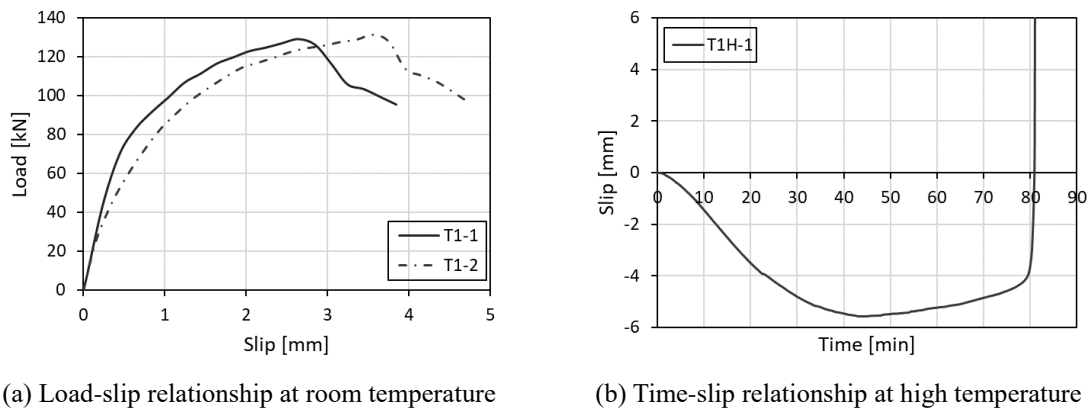 140
120
100
80
60
40
20
0
Load [kN]
0 1 2 3 4 5
Slip [mm]
T1-1
T1-2
(a) Load-slip relationship at room temperature
6
4
2
0
-2
-4
-6
Slip [mm]
0 10 20 30 40 50 60 70 80 90
Time [min]
T1H-1
(b) Time-slip relationship at high temperature